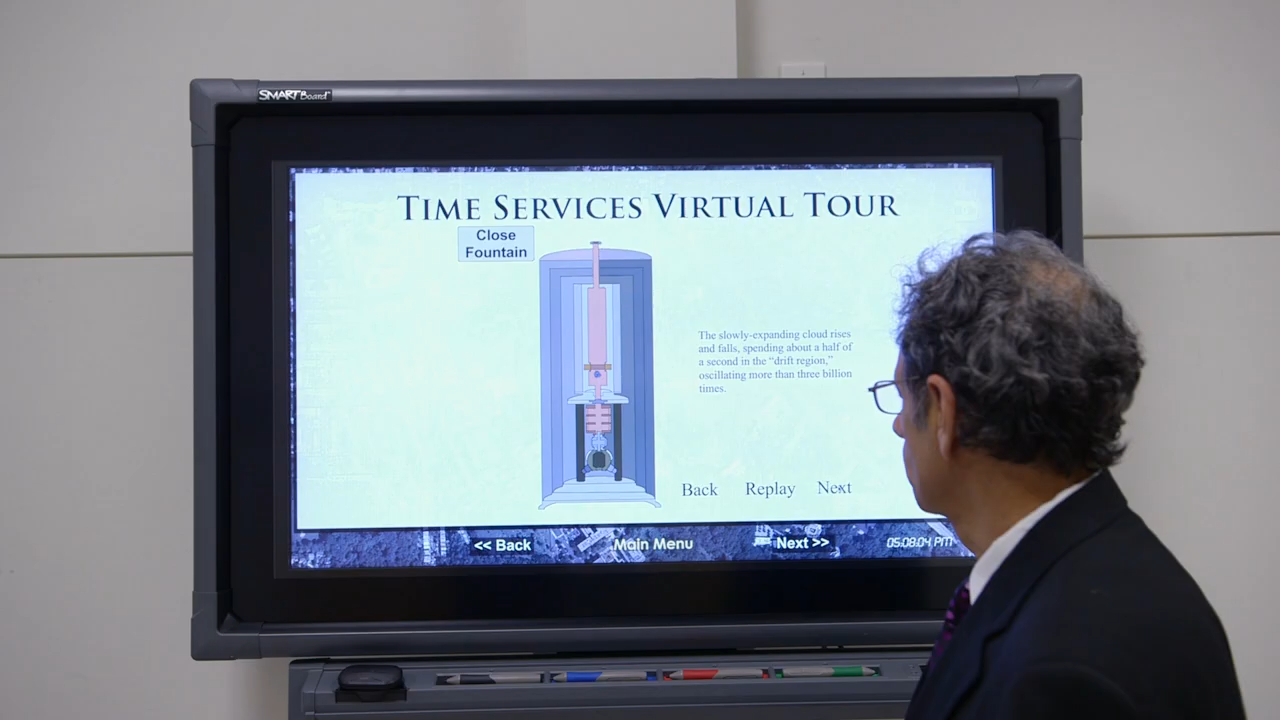 SMART Board™
TIME SERVICES VIRTUAL TOUR
Close
Fountain
The slowly-expanding cloud rises
and falls, spending about a half of
a second in the “drift region,”
oscillating more than three billion
times.
Back Replay Next
<< Back Main Menu Next >> 05:08:04 PM